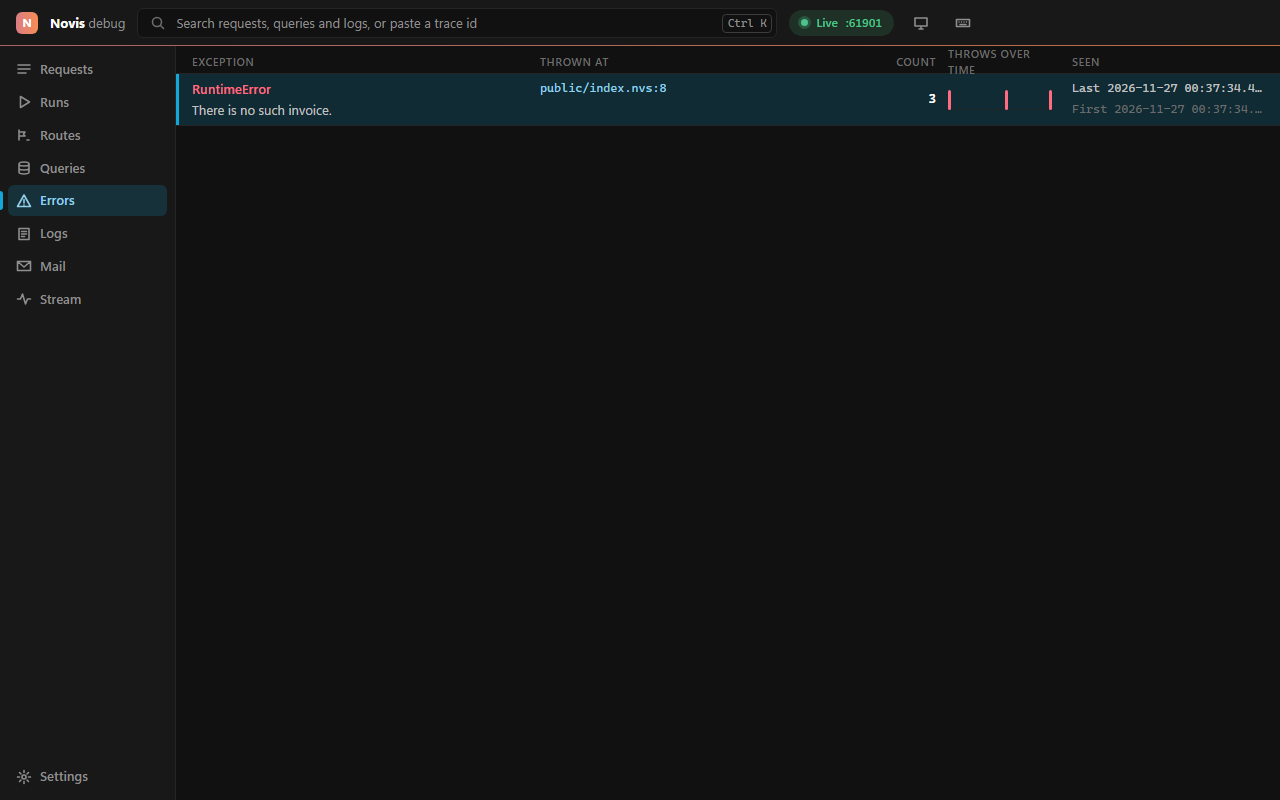 N Novis debug Search requests, queries and logs, or paste a trace id Ctrl K Live :61901
Requests
Runs
Routes
Queries
Errors
Logs
Mail
Stream
Settings
EXCEPTION THROWN AT COUNT THROWS OVER TIME SEEN
RuntimeError public/index.nvs:8 3 Last 2026-11-27 00:37:34.4…
There is no such invoice. First 2026-11-27 00:37:34.…